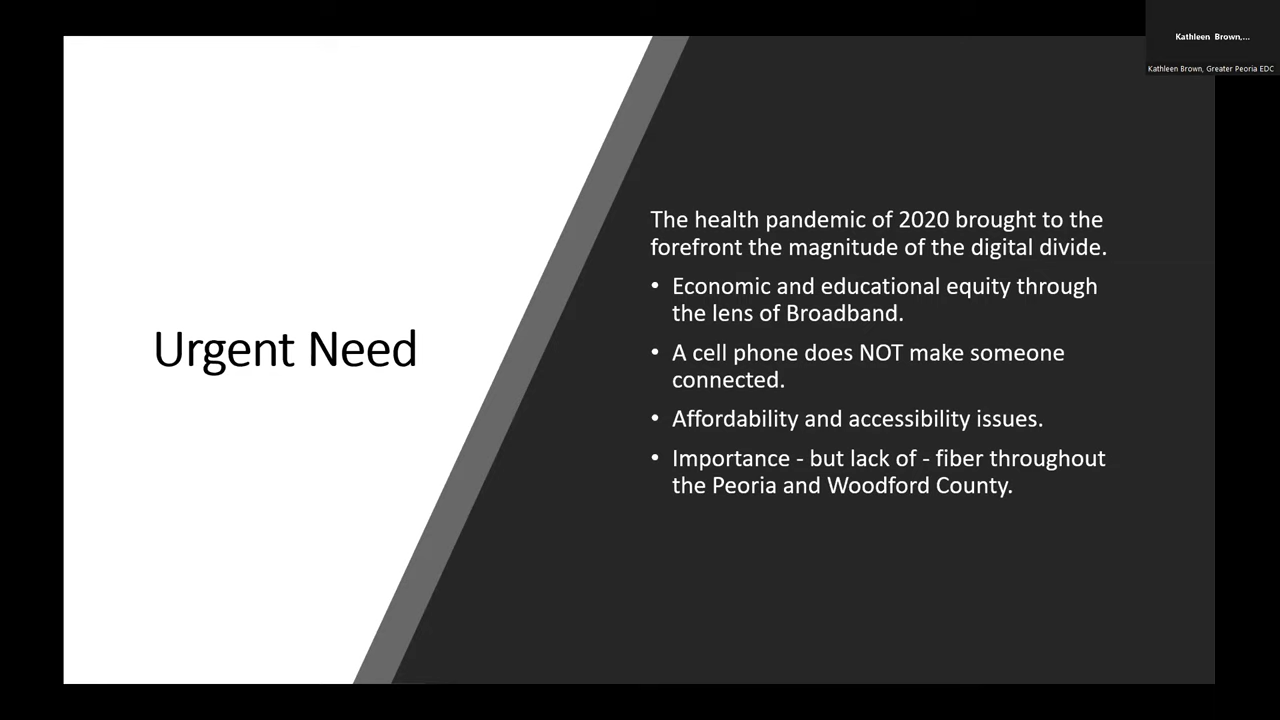 Kathleen Brown,...
Kathleen Brown, Greater Peoria EDC
Urgent Need
The health pandemic of 2020 brought to the
forefront the magnitude of the digital divide.
• Economic and educational equity through
the lens of Broadband.
• A cell phone does NOT make someone
connected.
• Affordability and accessibility issues.
• Importance - but lack of - fiber throughout
the Peoria and Woodford County.